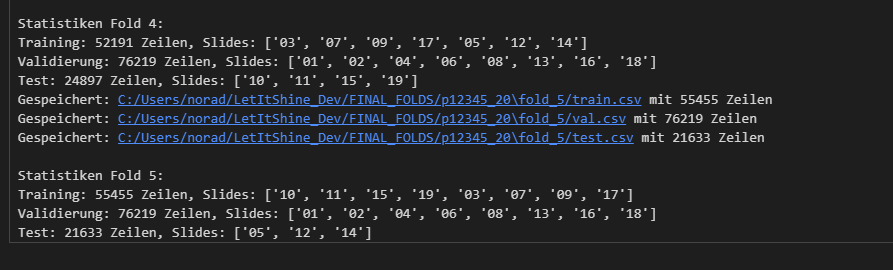 Statistiken Fold 4:
Training: 52191 Zeilen, Slides: ['03', '07', '09', '17', '05', '12', '14']
Validierung: 76219 Zeilen, Slides: ['01', '02', '04', '06', '08', '13', '16', '18']
Test: 24897 Zeilen, Slides: ['10', '11', '15', '19']
Gespeichert: C:/Users/norad/LetItShine_Dev/FINAL_FOLDS/p12345_20\fold_5/train.csv mit 55455 Zeilen
Gespeichert: C:/Users/norad/LetItShine_Dev/FINAL_FOLDS/p12345_20\fold_5/val.csv mit 76219 Zeilen
Gespeichert: C:/Users/norad/LetItShine_Dev/FINAL_FOLDS/p12345_20\fold_5/test.csv mit 21633 Zeilen
Statistiken Fold 5:
Training: 55455 Zeilen, Slides: ['10', '11', '15', '19', '03', '07', '09', '17']
Validierung: 76219 Zeilen, Slides: ['01', '02', '04', '06', '08', '13', '16', '18']
Test: 21633 Zeilen, Slides: ['05', '12', '14']